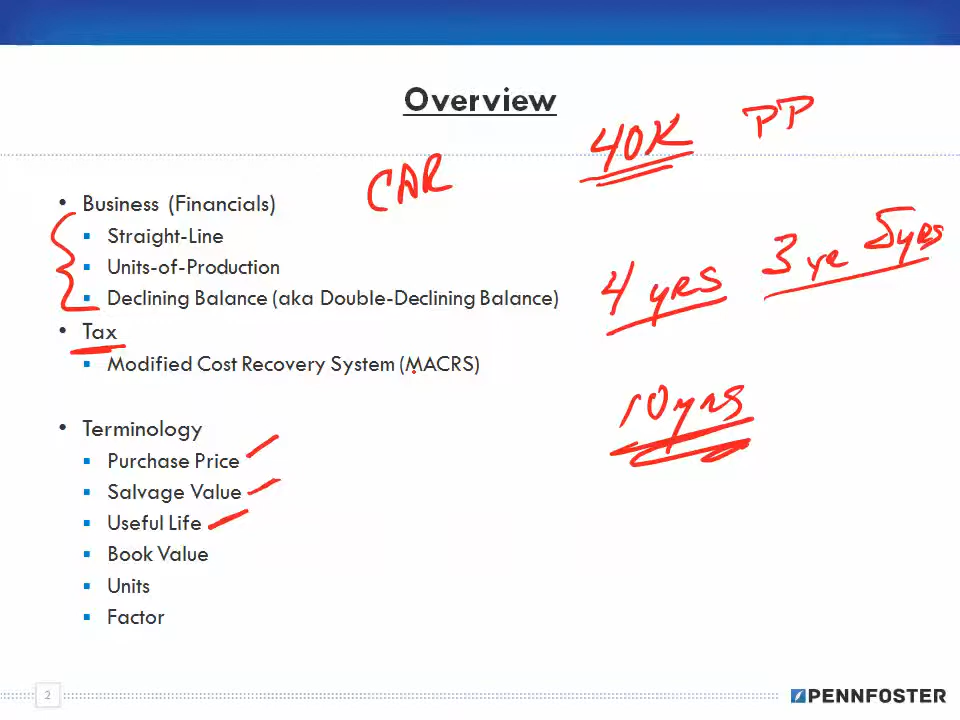 Overview
40K PP
CAR
• Business (Financials)
▪ Straight-Line
▪ Units-of-Production
▪ Declining Balance (aka Double-Declining Balance)
4 yrs 3 yr 5 yrs
• Tax
▪ Modified Cost Recovery System (MACRS)
10 yrs
• Terminology
▪ Purchase Price
▪ Salvage Value
▪ Useful Life
▪ Book Value
▪ Units
▪ Factor
2
PENNFOSTER